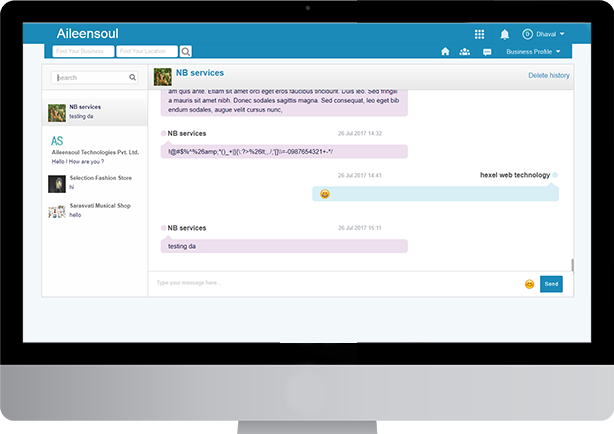 Aileensoul
D Dhaval
Find Your Business
Find Your Location
Business Profile
Search
NB services
testing da
AS
Aileensoul Technologies Pvt. Ltd.
Hello ! How are you ?
Selection Fashion Store
hi
Sarasvati Musical Shop
hello
NB services
Delete history
am quis ante. Etiam sit amet orci eget eros faucibus tincidunt. Duis leo. Sed fringil
a mauris sit amet nibh. Donec sodales sagittis magna. Sed consequat, leo eget bib
endum sodales, augue velit cursus nunc,
NB services
26 Jul 2017 14:32
26 Jul 2017 14:41
hexel web technology
NB services
26 Jul 2017 15:11
testing da
Type your message here...
Send